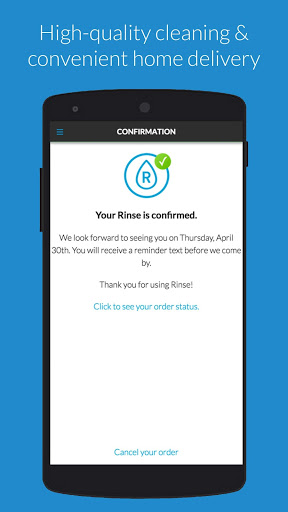 High-quality cleaning &
convenient home delivery
CONFIRMATION
R
Your Rinse is confirmed.
We look forward to seeing you on Thursday, April
30th. You will receive a reminder text before we come
by.
Thank you for using Rinse!
Click to see your order status.
Cancel your order